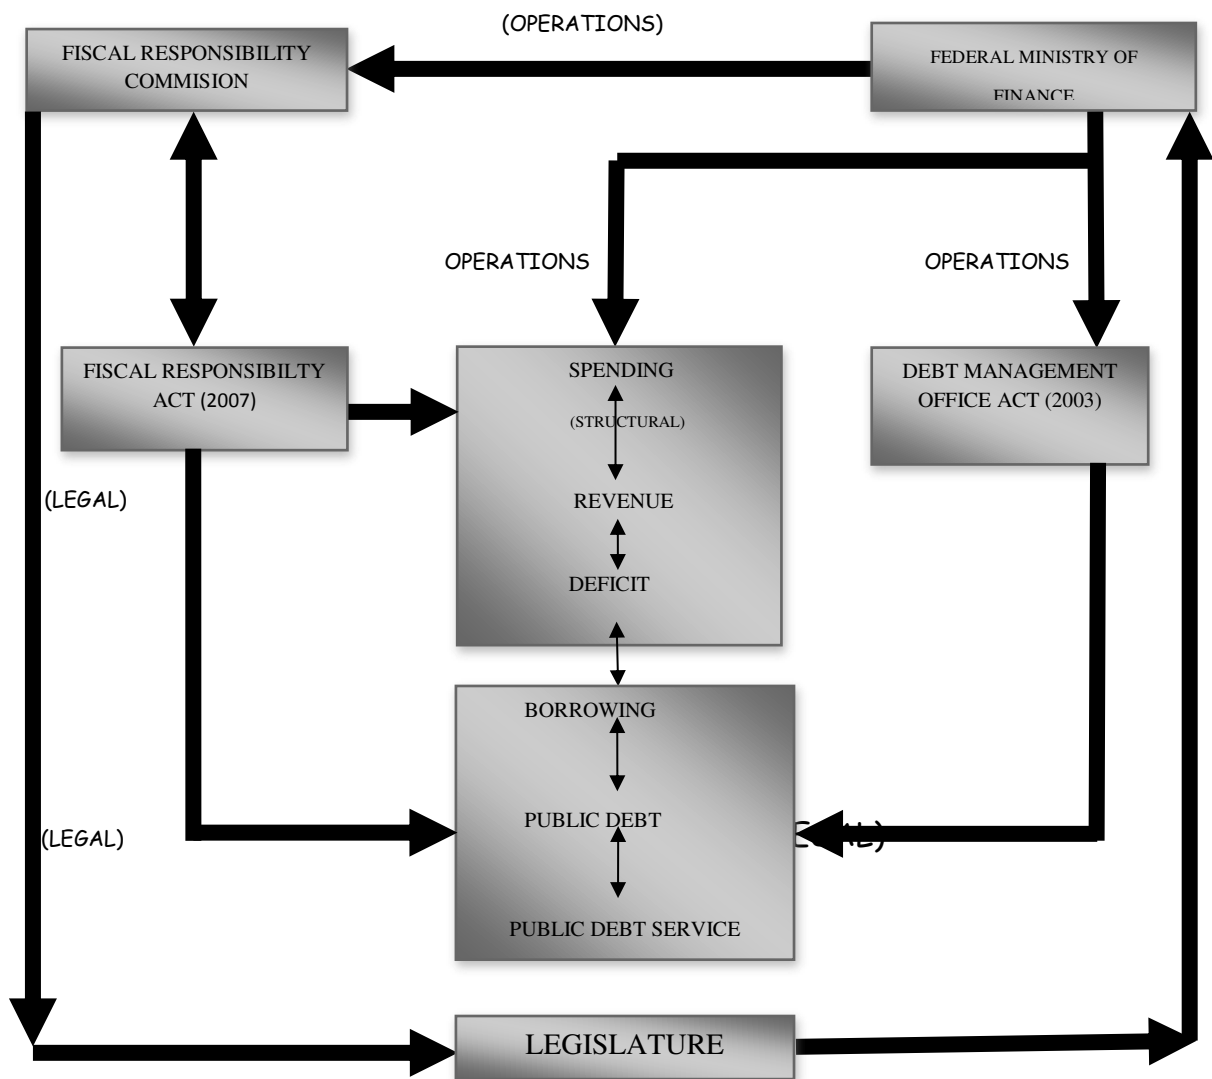 (OPERATIONS)
FISCAL RESPONSIBILITY
COMMISION
FEDERAL MINISTRY OF
FINANCE
OPERATIONS
OPERATIONS
FISCAL RESPONSIBILTY
ACT (2007)
SPENDING
(STRUCTURAL)
DEBT MANAGEMENT
OFFICE ACT (2003)
(LEGAL)
REVENUE
DEFICIT
BORROWING
(LEGAL)
PUBLIC DEBT
PUBLIC DEBT SERVICE
LEGISLATURE